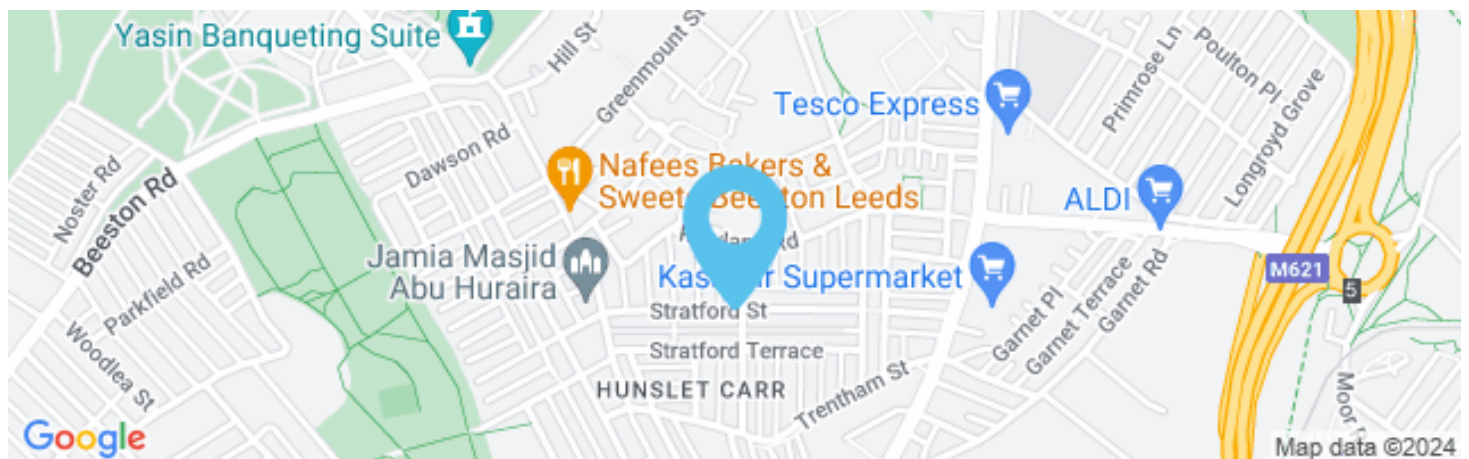 Yasin Banqueting Suite
Hill St
Greenmount St
Primrose Ln
Poulton Pl
Longroyd Grove
Tesco Express
Noster Rd
Dawson Rd
Nafees Bakers &
Beeston Leeds
Beeston Rd
ALDI
Parkfield Rd
Jamia Masjid
Abu Huraira
Rd
Supermarket
M621
5
Garnet Pl
Garnet Terrace
Garnet Rd
Stratford St
Woodlea St
Stratford Terrace
HUNSLET CARR
Trentham St
Moor
Google
Map data ©2024